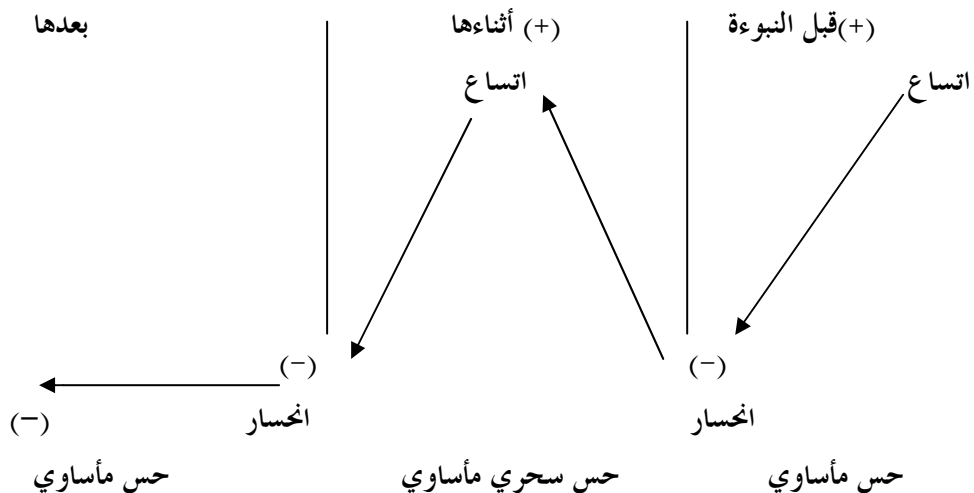 (+)قبل النبوءة (+) أثناءها بعدها
اتساع اتساع
(−) (−)
انحسار انحسار (−)
حس مأساوي حس سحري مأساوي حس مأساوي